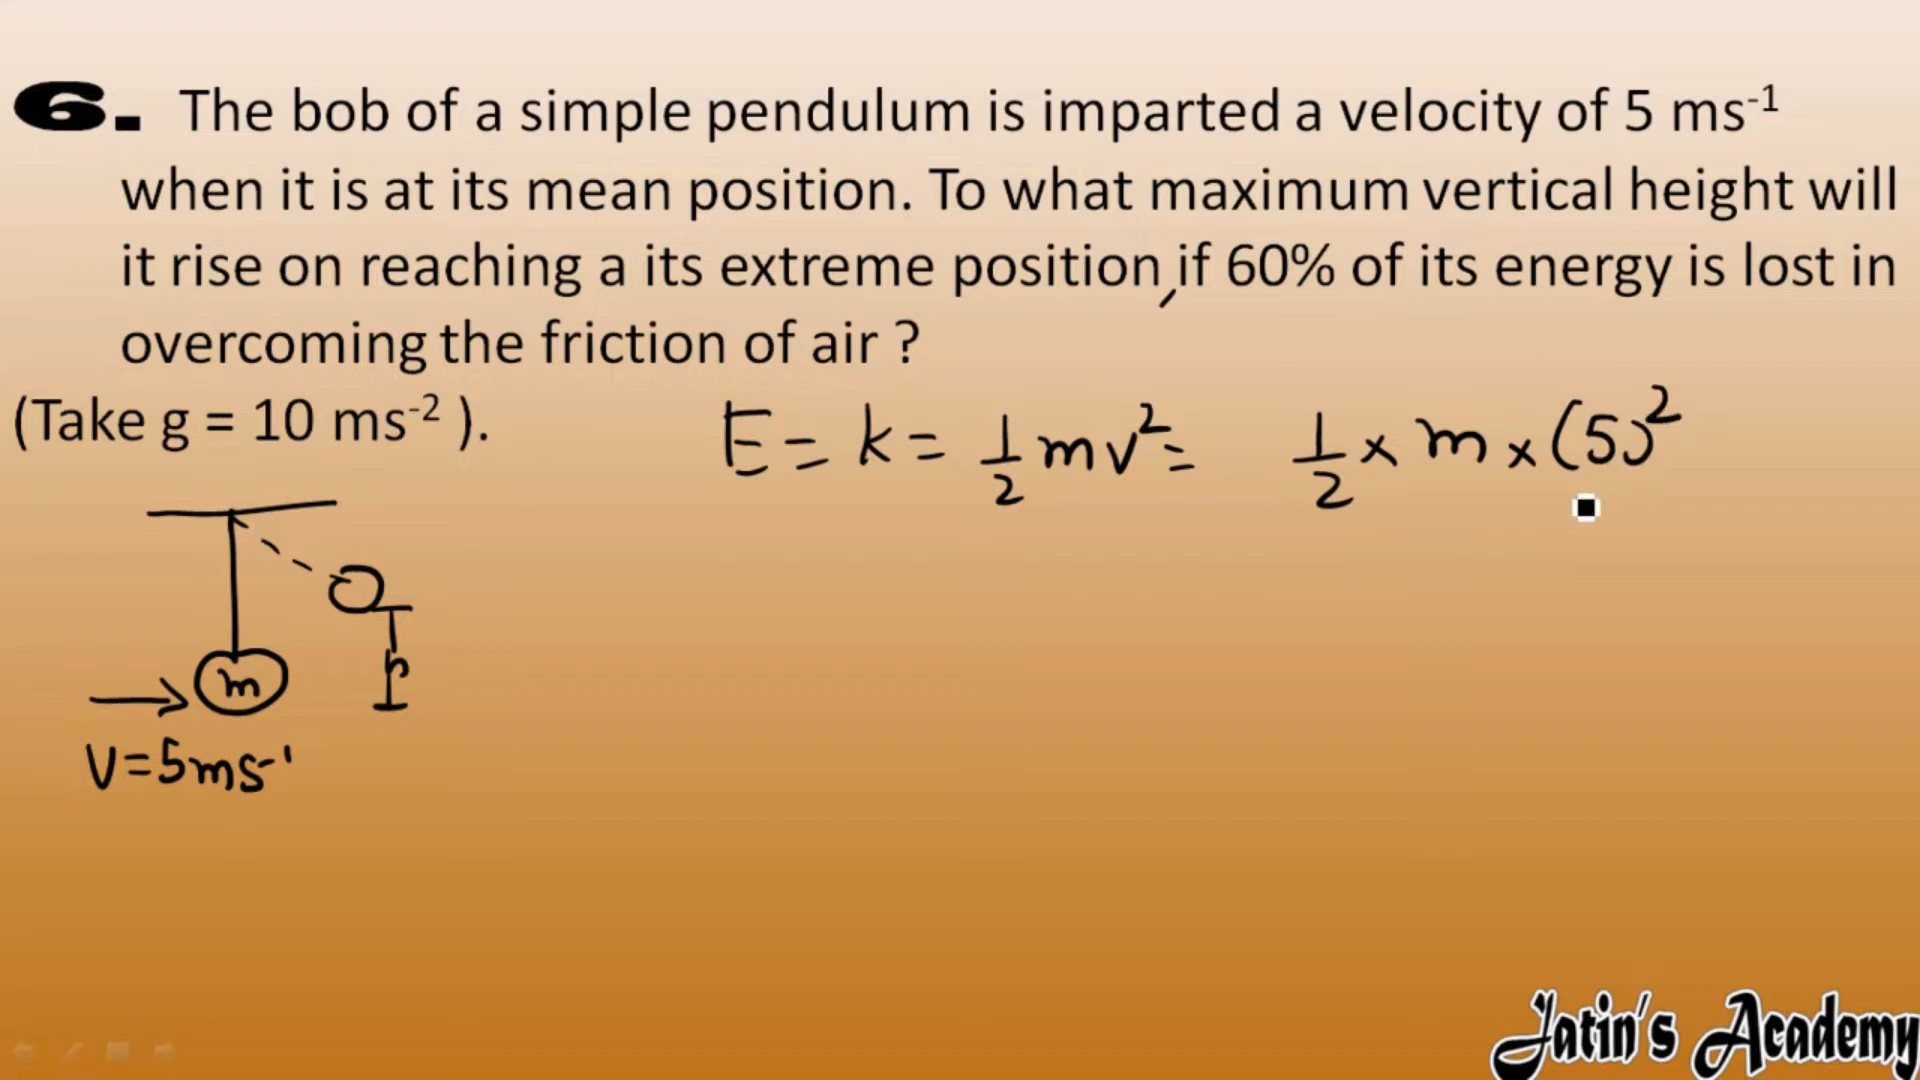 6. The bob of a simple pendulum is imparted a velocity of 5 ms⁻¹
when it is at its mean position. To what maximum vertical height will
it rise on reaching a its extreme position, if 60% of its energy is lost in
overcoming the friction of air ?
(Take g = 10 ms⁻² ).
E = k = 1/2 mv² = 1/2 × m × (5)²
m
h
V=5ms⁻¹
Jatin's Academy